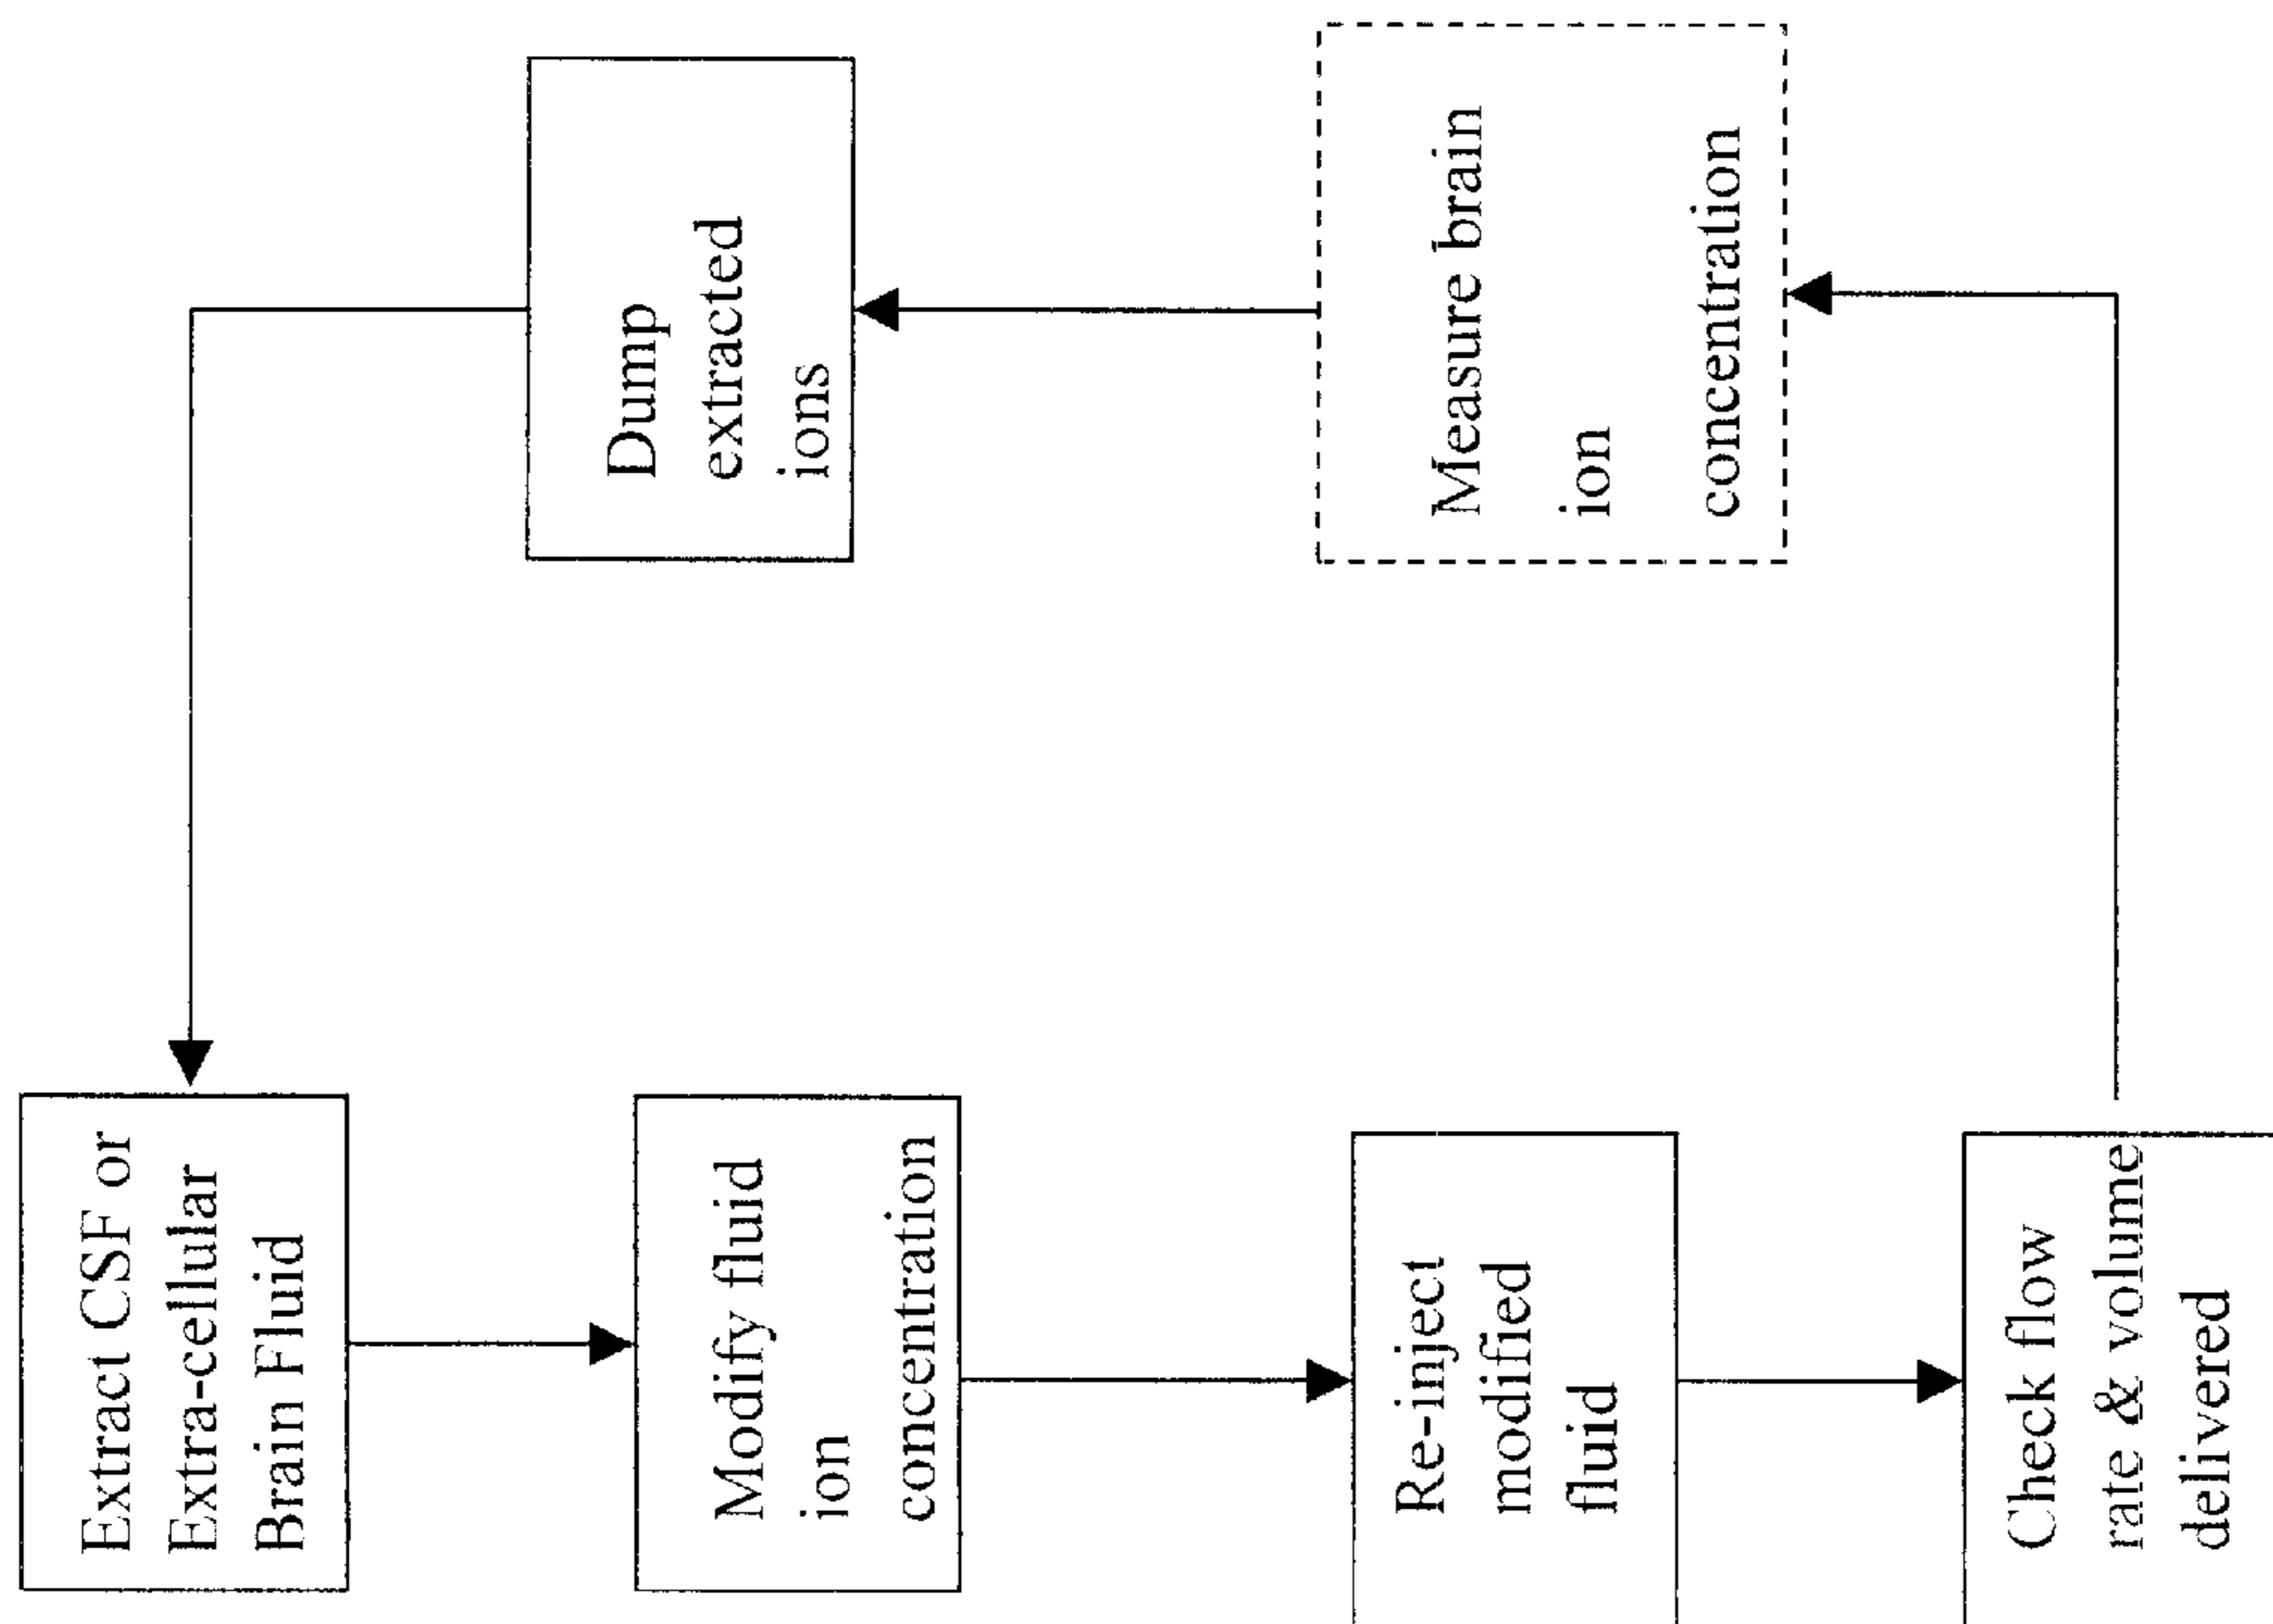 Extract CSF or
Extra-cellular
Brain Fluid
Modify fluid
ion
concentration
Re-inject
modified
fluid
Check flow
rate & volume
delivered
Measure brain
ion
concentration
Dump
extracted
ions